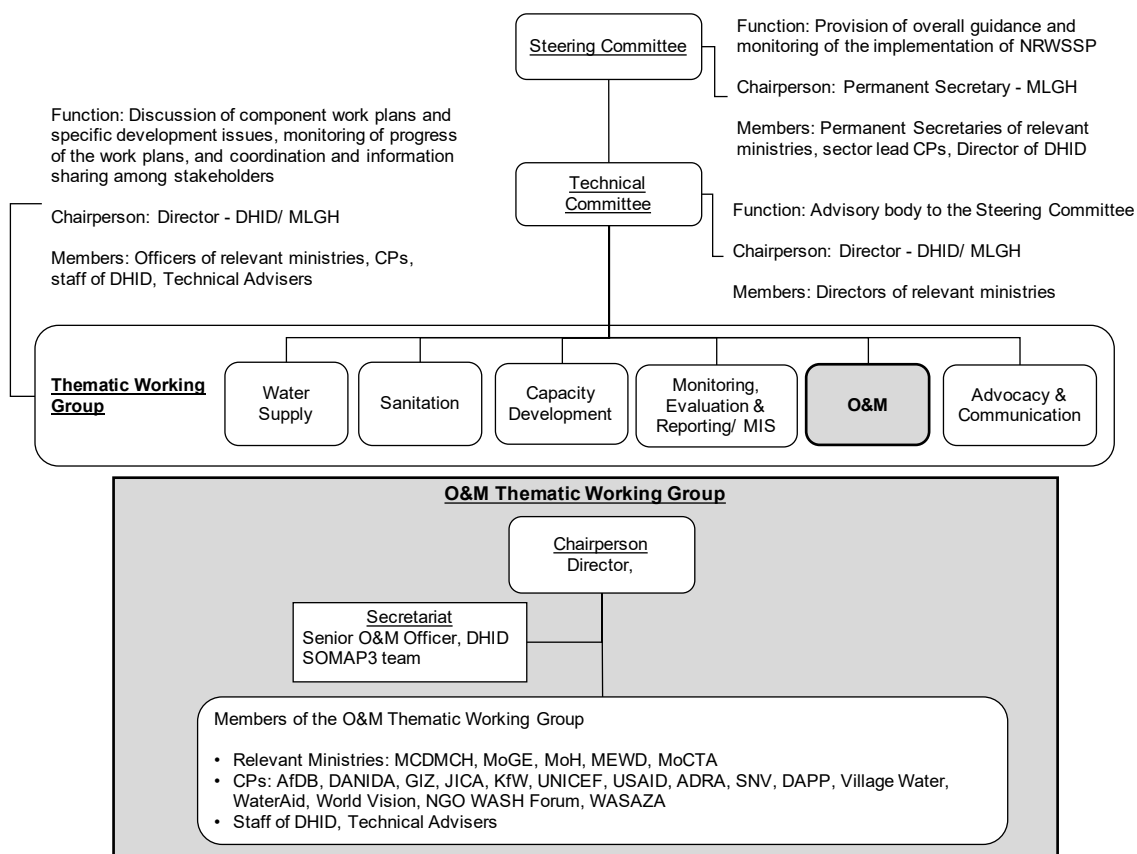 Steering Committee
Function: Provision of overall guidance and
monitoring of the implementation of NRWSSP
Chairperson: Permanent Secretary - MLGH
Members: Permanent Secretaries of relevant
ministries, sector lead CPs, Director of DHID
Function: Discussion of component work plans and
specific development issues, monitoring of progress
of the work plans, and coordination and information
sharing among stakeholders
Chairperson: Director - DHID/ MLGH
Members: Officers of relevant ministries, CPs,
staff of DHID, Technical Advisers
Technical
Committee
Function: Advisory body to the Steering Committee
Chairperson: Director - DHID/ MLGH
Members: Directors of relevant ministries
Thematic Working
Group
Water
Supply
Sanitation
Capacity
Development
Monitoring,
Evaluation &
Reporting/ MIS
O&M
Advocacy &
Communication
O&M Thematic Working Group
Chairperson
Director,
Secretariat
Senior O&M Officer, DHID
SOMAP3 team
Members of the O&M Thematic Working Group
• Relevant Ministries: MCDMCH, MoGE, MoH, MEWD, MoCTA
• CPs: AfDB, DANIDA, GIZ, JICA, KfW, UNICEF, USAID, ADRA, SNV, DAPP, Village Water,
WaterAid, World Vision, NGO WASH Forum, WASAZA
• Staff of DHID, Technical Advisers